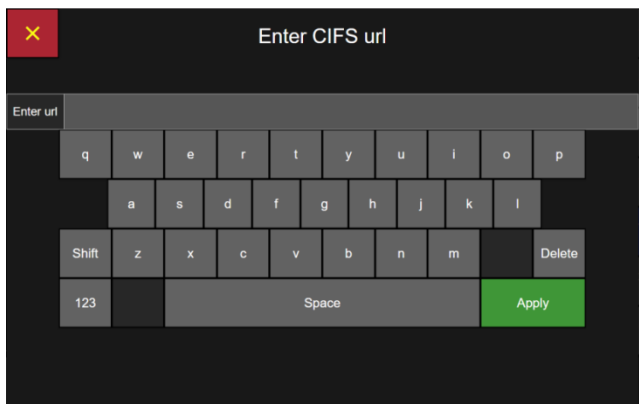 × Enter CIFS url
Enter url
q w e r t y u i o p
a s d f g h j k l
Shift z x c v b n m Delete
123 Space Apply